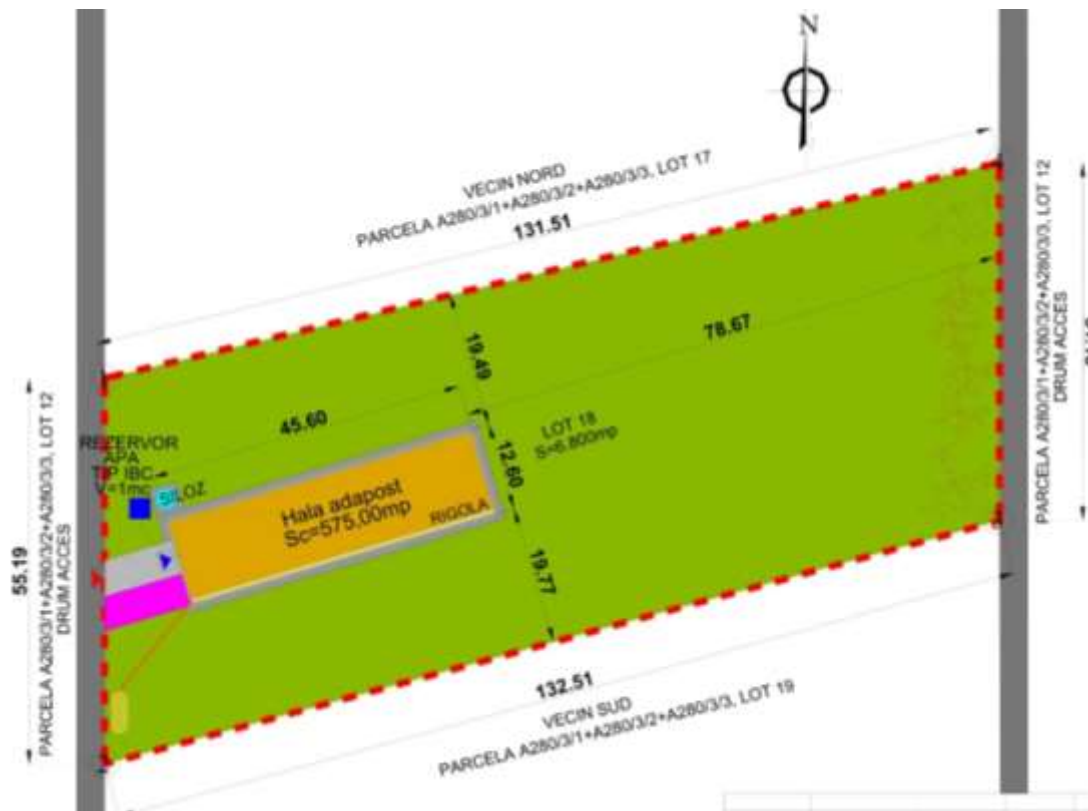 N
VECIN NORD
PARCELA A280/3/1+A280/3/2+A280/3/3, LOT 17
131.51
78.67
19.49
45.60
LOT 18
S=6.800mp
12.60
REZERVOR
APA
TIP IBC
V=1mc
SILOZ
Hala adapost
Sc=575.00mp
RIGOLA
19.77
55.19
PARCELA A280/3/1+A280/3/2+A280/3/3, LOT 12
DRUM ACCES
PARCELA A280/3/1+A280/3/2+A280/3/3, LOT 12
DRUM ACCES
132.51
VECIN SUD
PARCELA A280/3/1+A280/3/2+A280/3/3, LOT 19